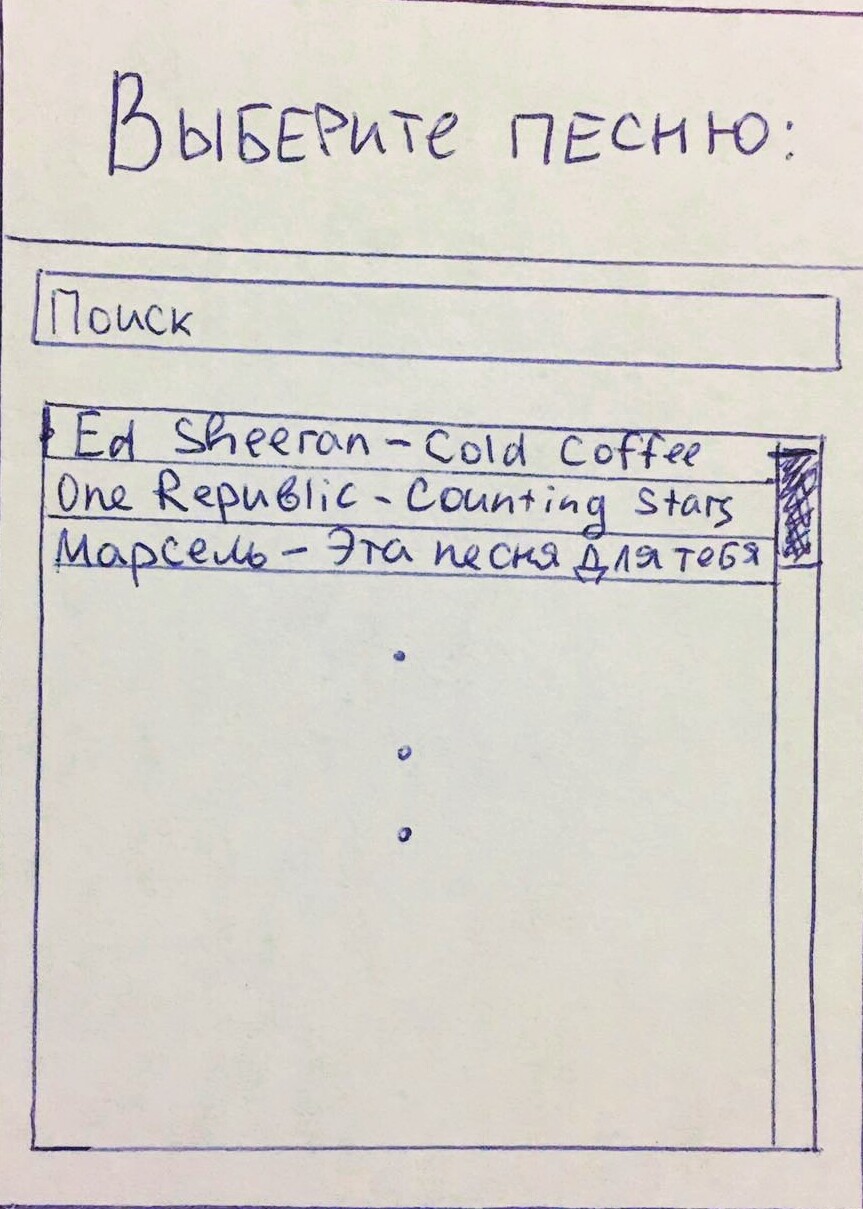 Выберите песню:
Поиск
Ed Sheeran - Cold Coffee
One Republic - Counting Stars
Марсель - Эта песня для тебя